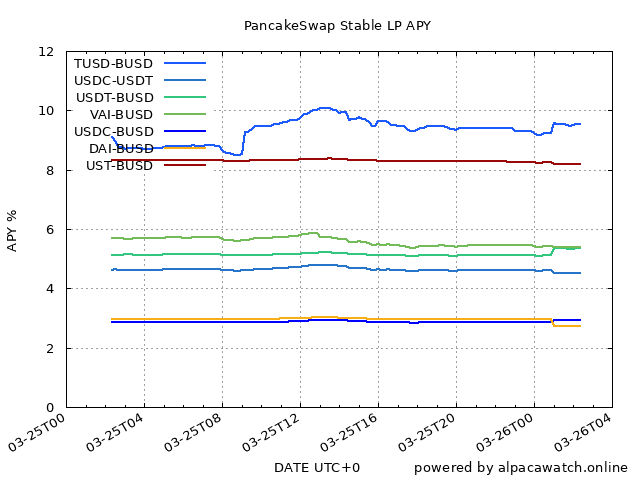 PancakeSwap Stable LP APY
12
10
8
6
4
2
0
APY %
TUSD-BUSD
USDC-USDT
USDT-BUSD
VAI-BUSD
USDC-BUSD
DAI-BUSD
UST-BUSD
03-25T00
03-25T04
03-25T08
03-25T12
03-25T16
03-25T20
03-26T00
03-26T04
DATE UTC+0
powered by alpacawatch.online